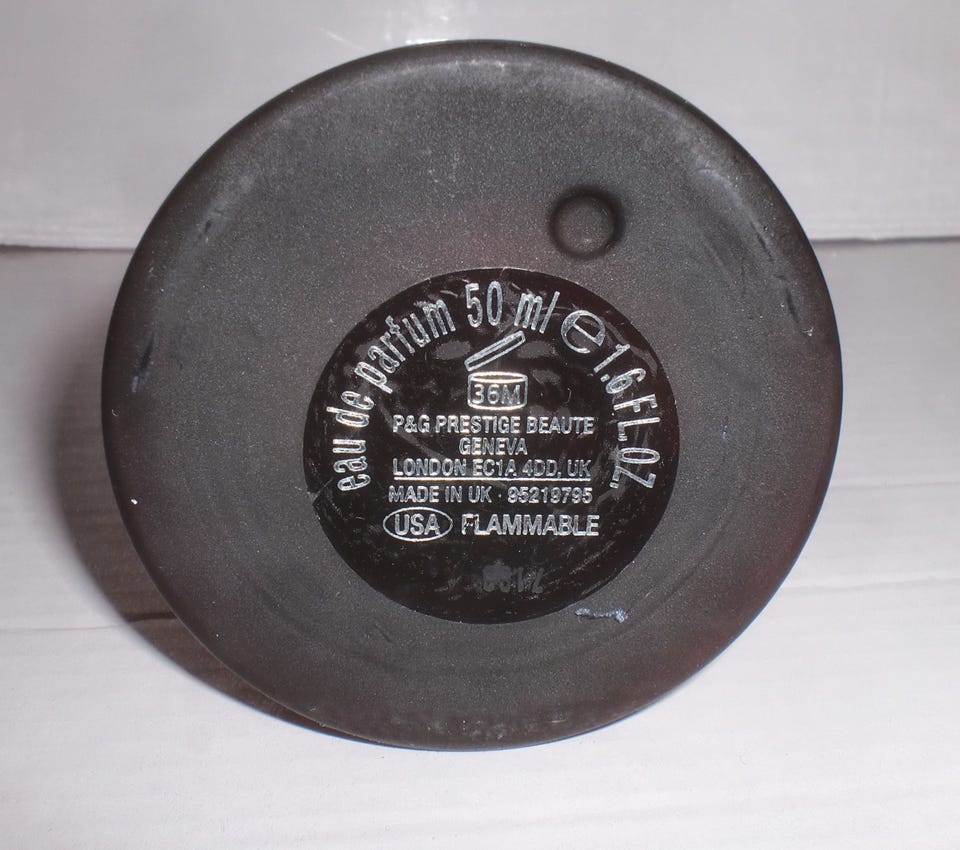 eau de parfum 50 ml ℮ 1.6 FL. OZ.
36M
P&G PRESTIGE BEAUTE
GENEVA
LONDON EC1A 4DD, UK
MADE IN UK · 95219795
USA FLAMMABLE